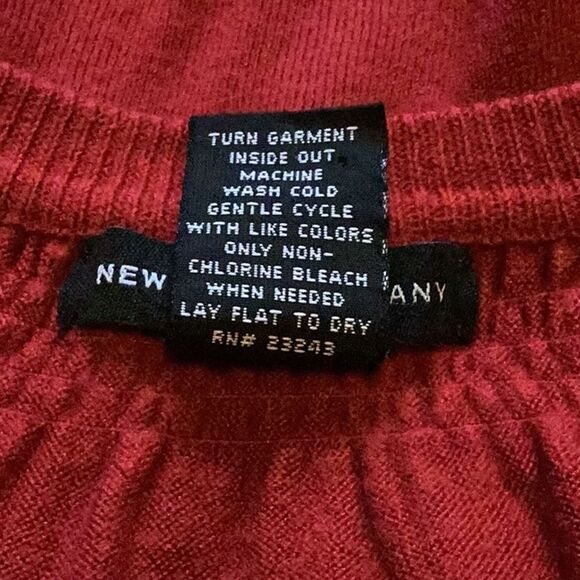 TURN GARMENT
INSIDE OUT
MACHINE
WASH COLD
GENTLE CYCLE
WITH LIKE COLORS
ONLY NON-
CHLORINE BLEACH
WHEN NEEDED
LAY FLAT TO DRY
RN# 23243
NEW
ANY